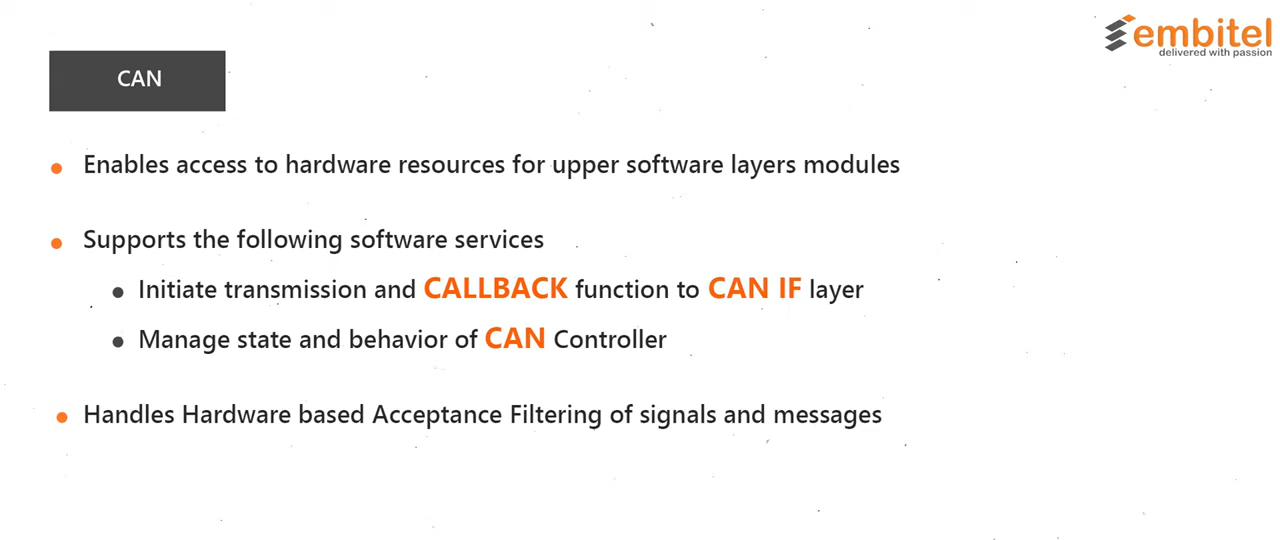 embitel
delivered with passion
CAN
Enables access to hardware resources for upper software layers modules
Supports the following software services
Initiate transmission and CALLBACK function to CAN IF layer
Manage state and behavior of CAN Controller
Handles Hardware based Acceptance Filtering of signals and messages